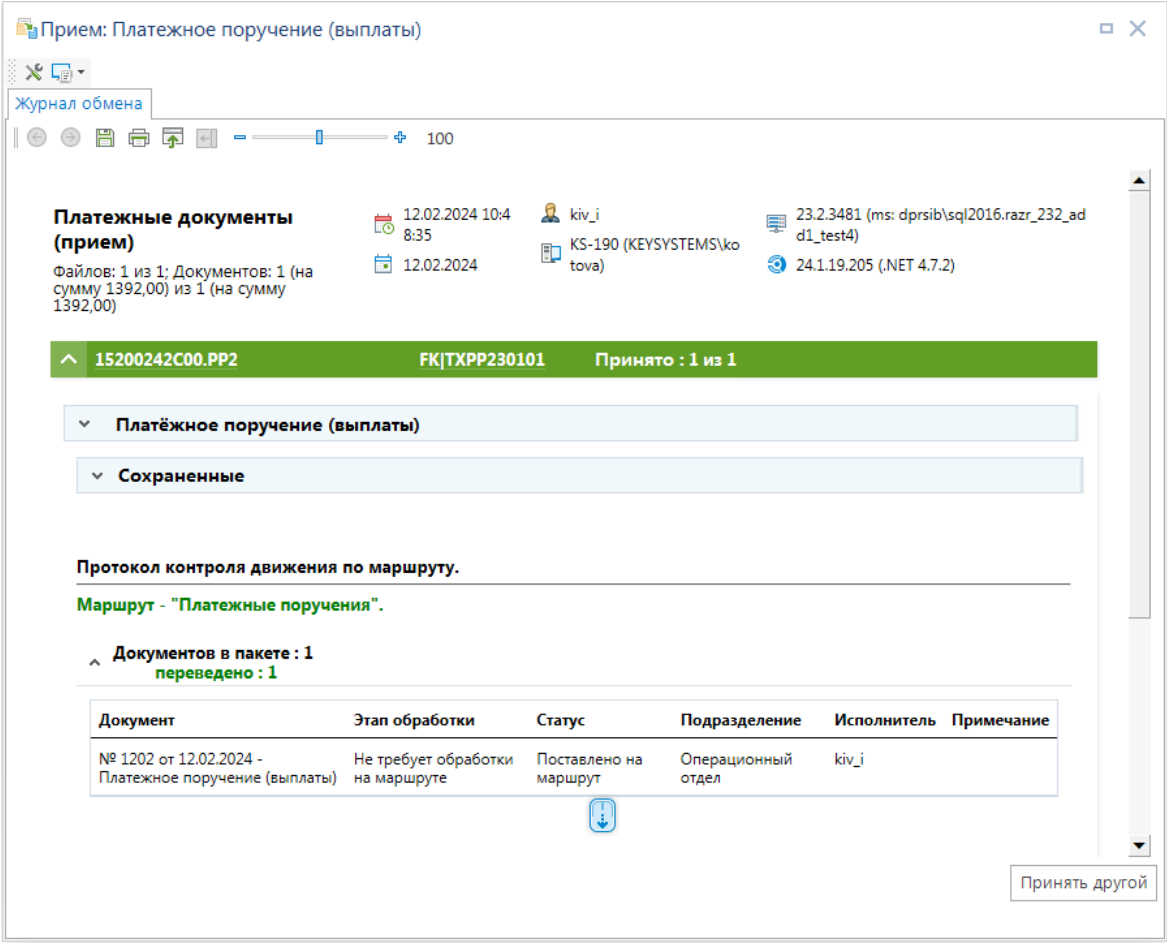 Прием: Платежное поручение (выплаты)
Журнал обмена
100
Платежные документы
(прием)
Файлов: 1 из 1; Документов: 1 (на
сумму 1392,00) из 1 (на сумму
1392,00)
12.02.2024 10:4
8:35
12.02.2024
kiv_i
KS-190 (KEYSYSTEMS\ko
tova)
23.2.3481 (ms: dprsib\sql2016.razr_232_ad
d1_test4)
24.1.19.205 (.NET 4.7.2)
15200242C00.PP2 FK|TXPP230101 Принято : 1 из 1
Платёжное поручение (выплаты)
Сохраненные
Протокол контроля движения по маршруту.
Маршрут - "Платежные поручения".
Документов в пакете : 1
переведено : 1
Документ Этап обработки Статус Подразделение Исполнитель Примечание
№ 1202 от 12.02.2024 - Не требует обработки Поставлено на Операционный kiv_i
Платежное поручение (выплаты) на маршруте маршрут отдел
Принять другой